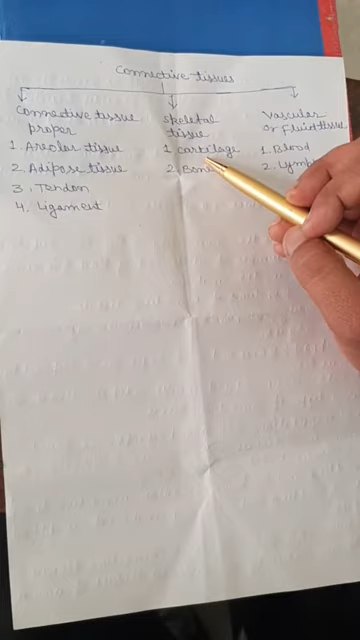 Connective tissues
Connective tissue
proper
1. Areolar tissue
2. Adipose tissue
3. Tendon
4. Ligament
Skeletal
tissue
1 Cartilage
2. Bone
Vascular
or fluid tissue
1. Blood
2. Lymph